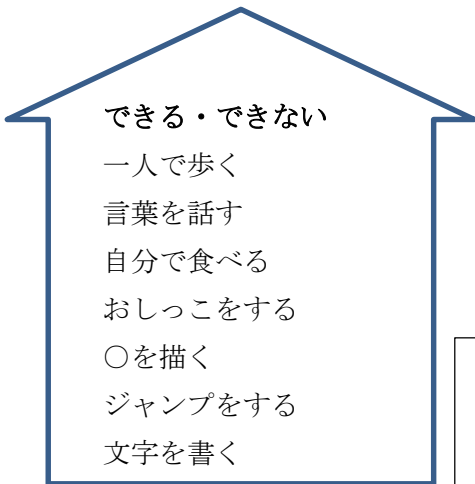 できる・できない
一人で歩く
言葉を話す
自分で食べる
おしっこをする
○を描く
ジャンプをする
文字を書く